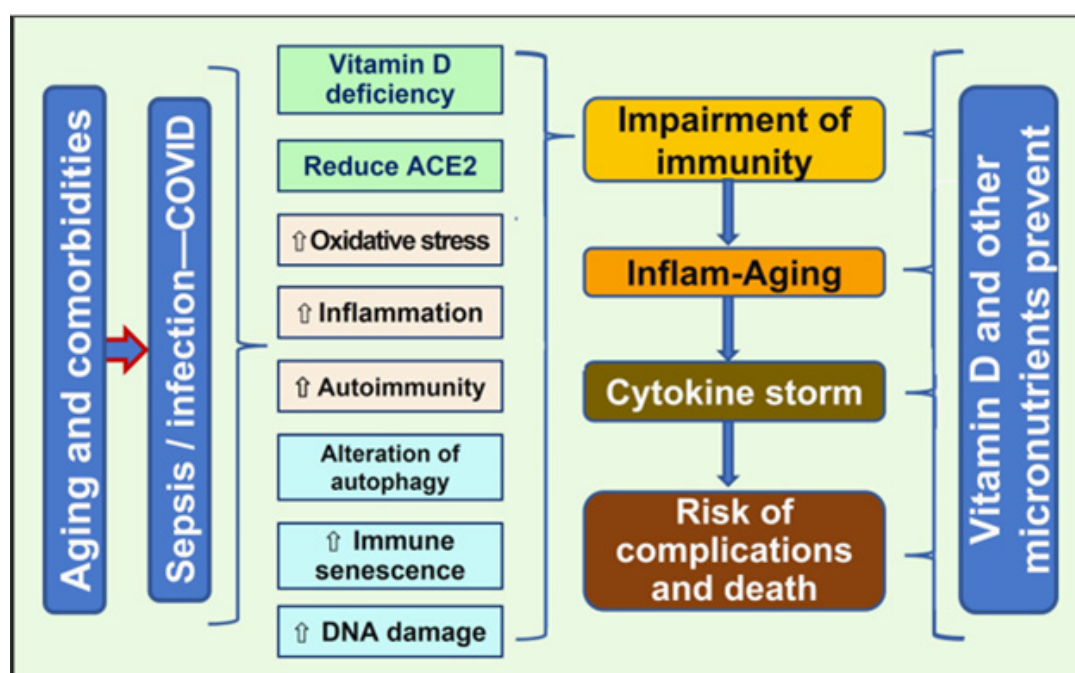 Aging and comorbidities
Sepsis / infection—COVID
Vitamin D
deficiency
Reduce ACE2
⇧ Oxidative stress
⇧ Inflammation
⇧ Autoimmunity
Alteration of
autophagy
⇧ Immune
senescence
⇧ DNA damage
Impairment of
immunity
Inflam-Aging
Cytokine storm
Risk of
complications
and death
Vitamin D and other
micronutrients prevent